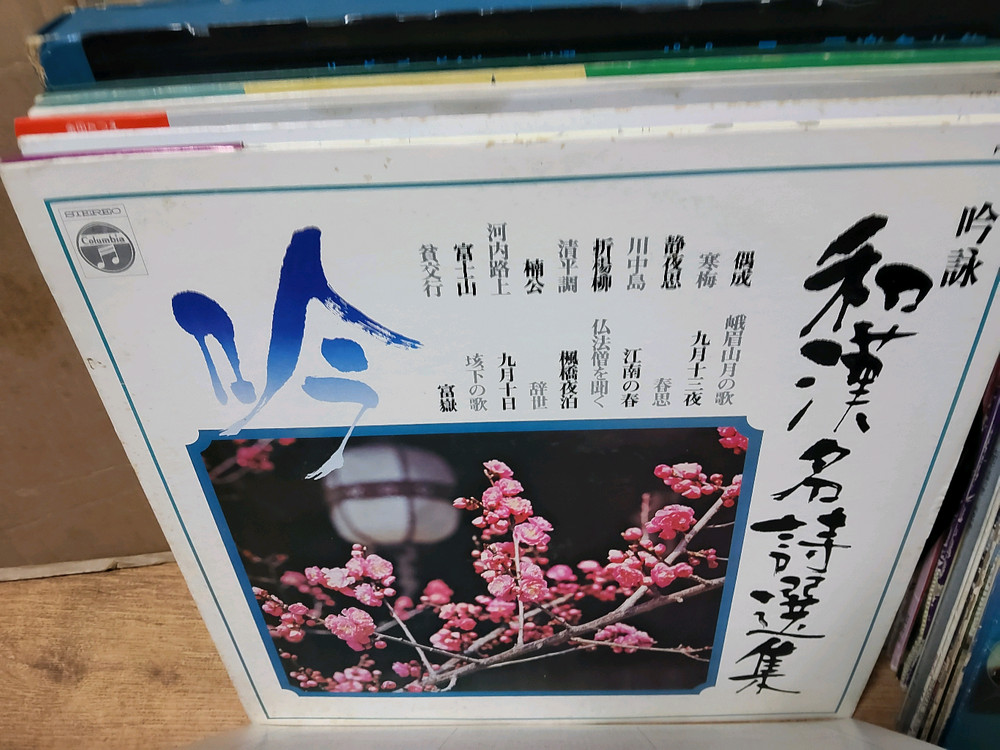 吟詠
和漢名詩選集
偶成
寒梅
静夜思
川中島
折楊柳
清平調
楠公
河内路上
富士山
貧交行
峨眉山月の歌
九月十三夜
春思
江南の春
仏法僧を聞く
楓橋夜泊
辞世
九月十日
垓下の歌
富嶽
吟
STEREO
Columbia